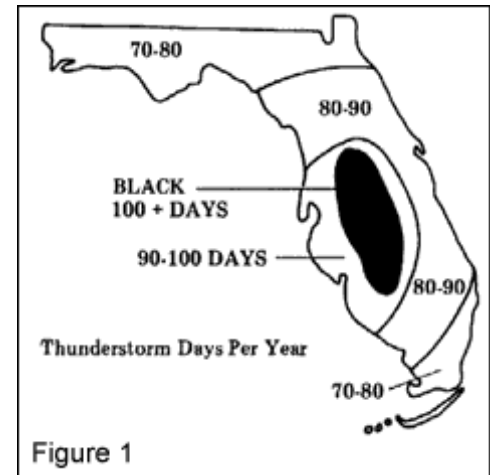 70-80
80-90
BLACK
100 + DAYS
90-100 DAYS
80-90
Thunderstorm Days Per Year
70-80
Figure 1